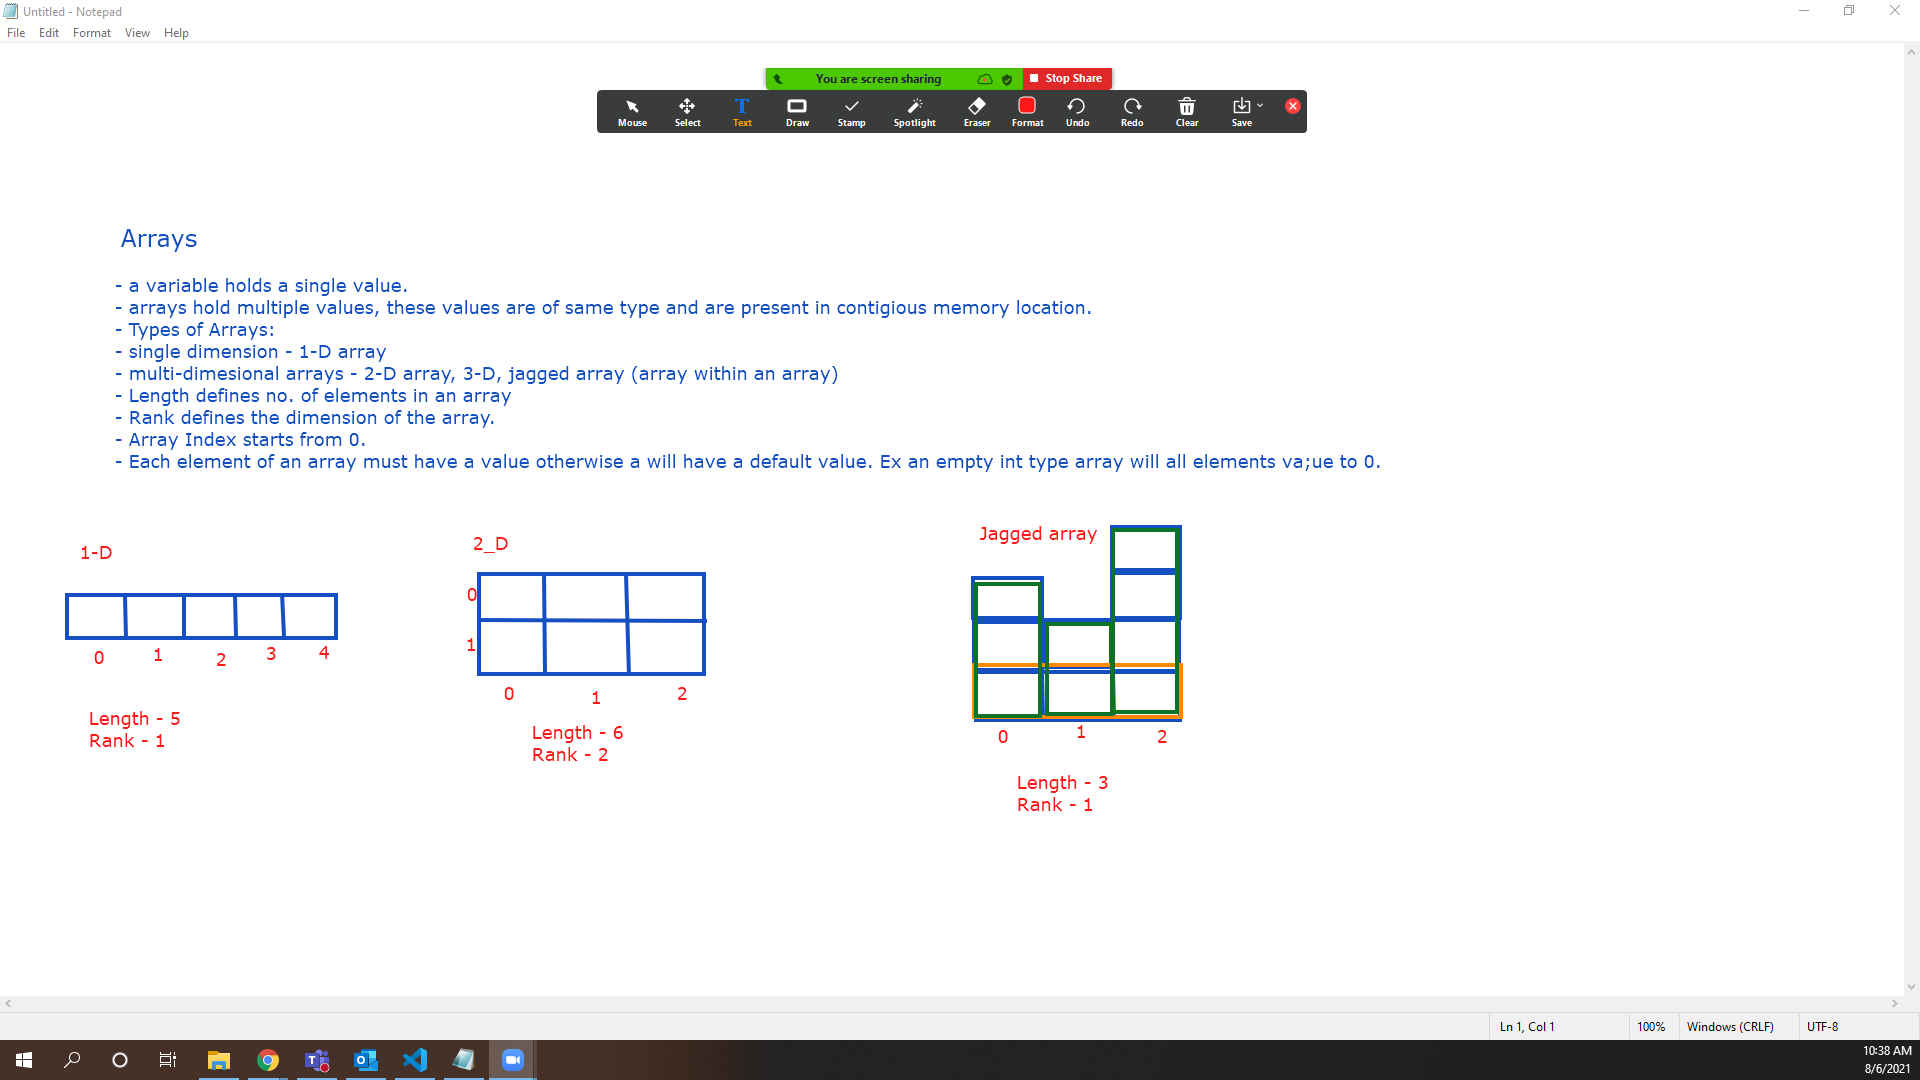 Untitled - Notepad
File Edit Format View Help
You are screen sharing Stop Share
Mouse Select Text Draw Stamp Spotlight Eraser Format Undo Redo Clear Save
Arrays
- a variable holds a single value.
- arrays hold multiple values, these values are of same type and are present in contigious memory location.
- Types of Arrays:
- single dimension - 1-D array
- multi-dimesional arrays - 2-D array, 3-D, jagged array (array within an array)
- Length defines no. of elements in an array
- Rank defines the dimension of the array.
- Array Index starts from 0.
- Each element of an array must have a value otherwise a will have a default value. Ex an empty int type array will all elements va;ue to 0.
1-D
0 1 2 3 4
Length - 5
Rank - 1
2_D
0
1
0 1 2
Length - 6
Rank - 2
Jagged array
0 1 2
Length - 3
Rank - 1
Ln 1, Col 1 100% Windows (CRLF) UTF-8
10:38 AM
8/6/2021